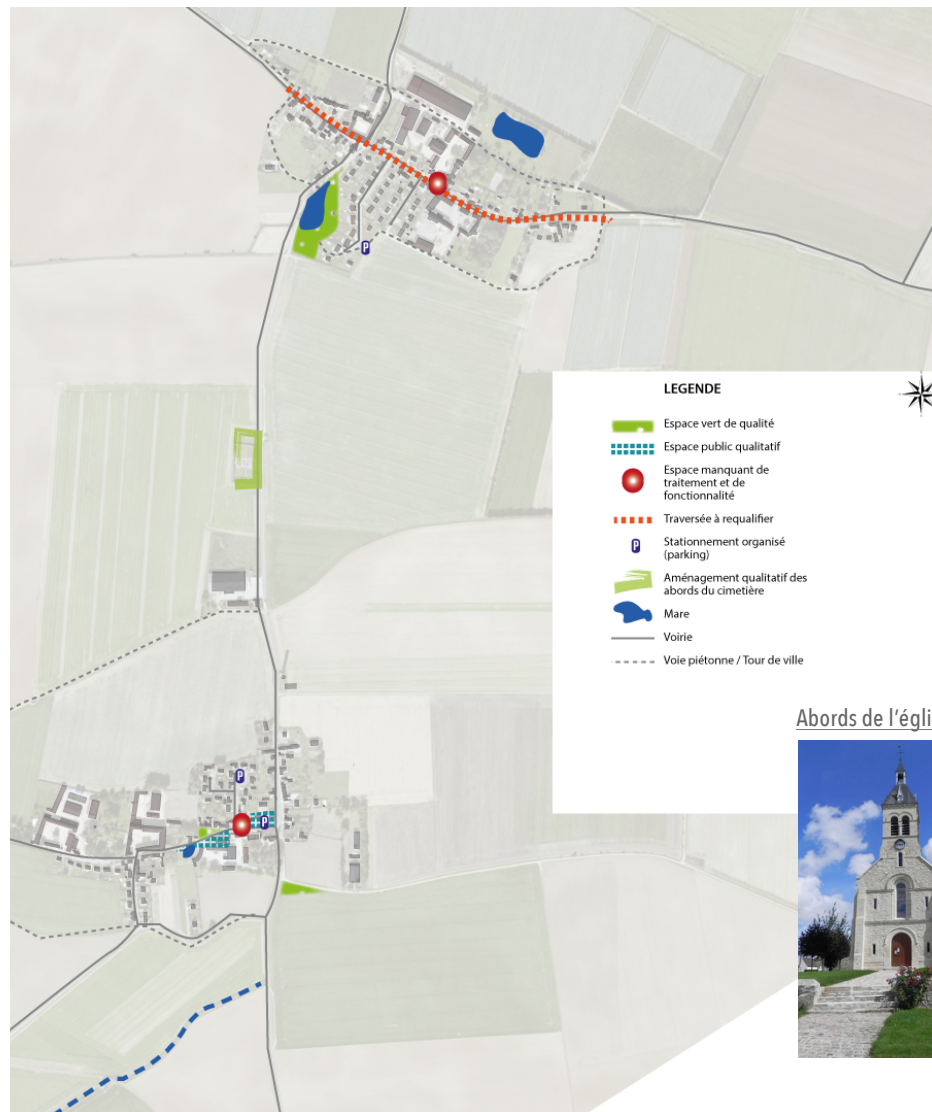 LEGENDE
Espace vert de qualité
Espace public qualitatif
Espace manquant de
traitement et de
fonctionnalité
Traversée à requalifier
P
Stationnement organisé
(parking)
Aménagement qualitatif des
abords du cimetière
Mare
Voirie
Voie piétonne / Tour de ville
P
P
P
Abords de l'égli